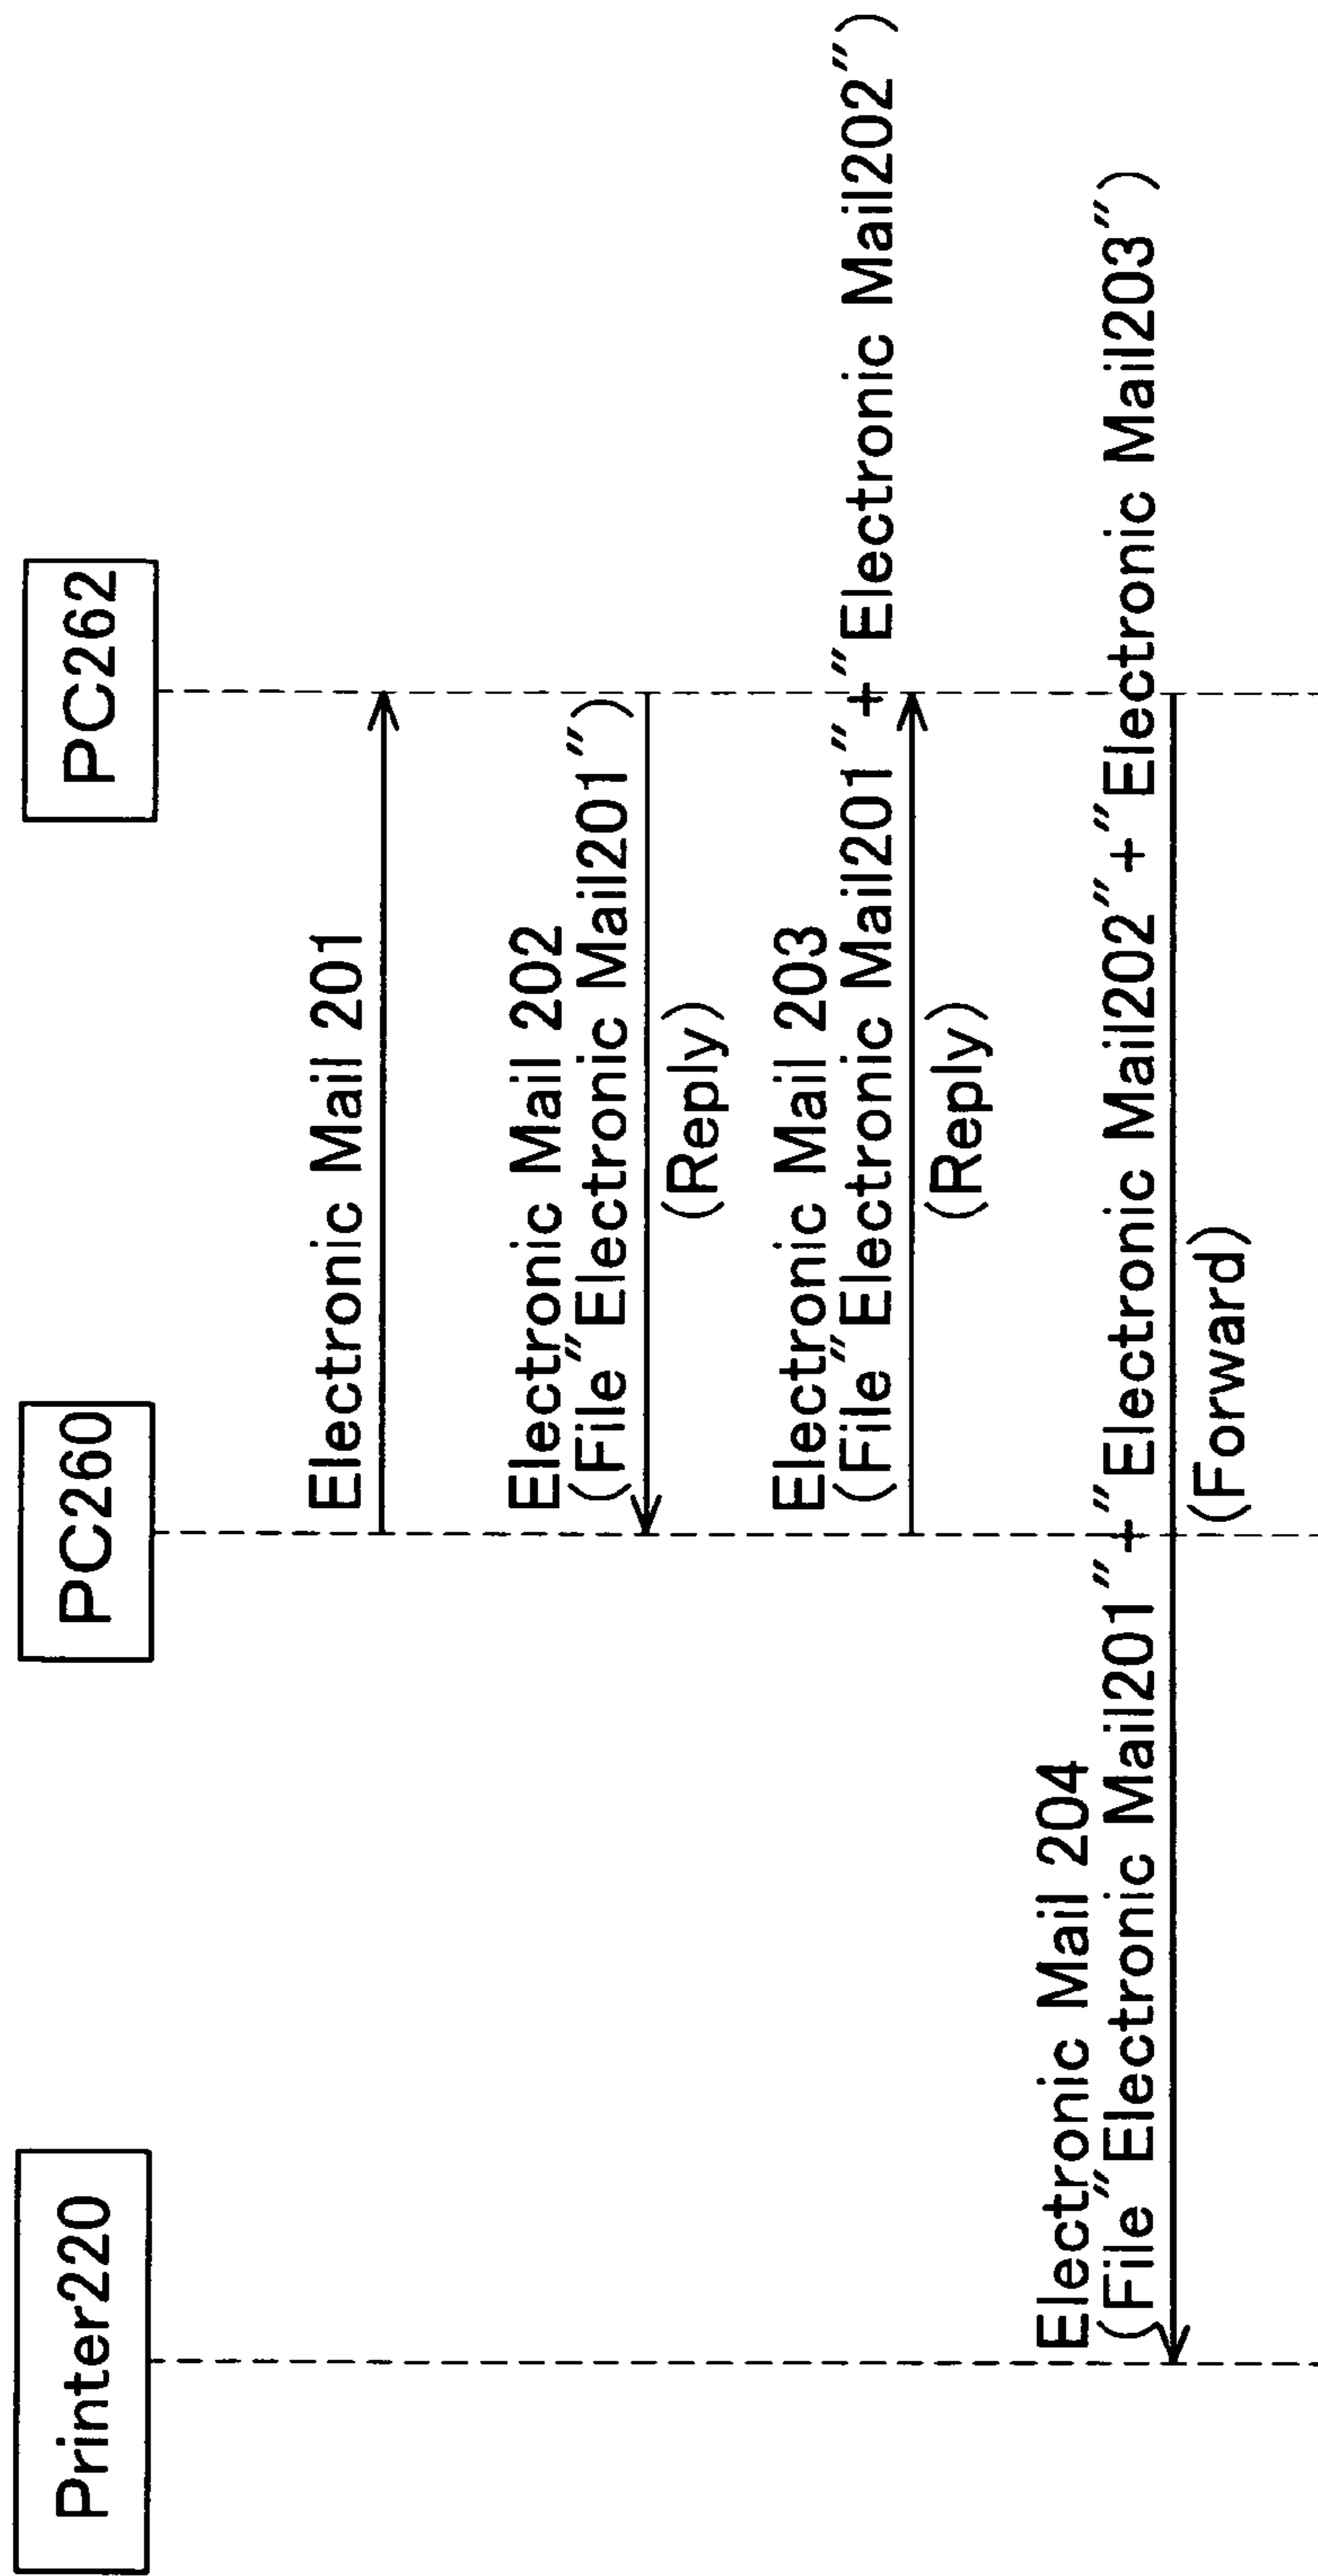 Printer220
PC260
PC262
Electronic Mail 201
Electronic Mail 202
(File"Electronic Mail201")
(Reply)
Electronic Mail 203
(File"Electronic Mail201"+"Electronic Mail202")
(Reply)
Electronic Mail 204
(File"Electronic Mail201"+"Electronic Mail202"+"Electronic Mail203")
(Forward)